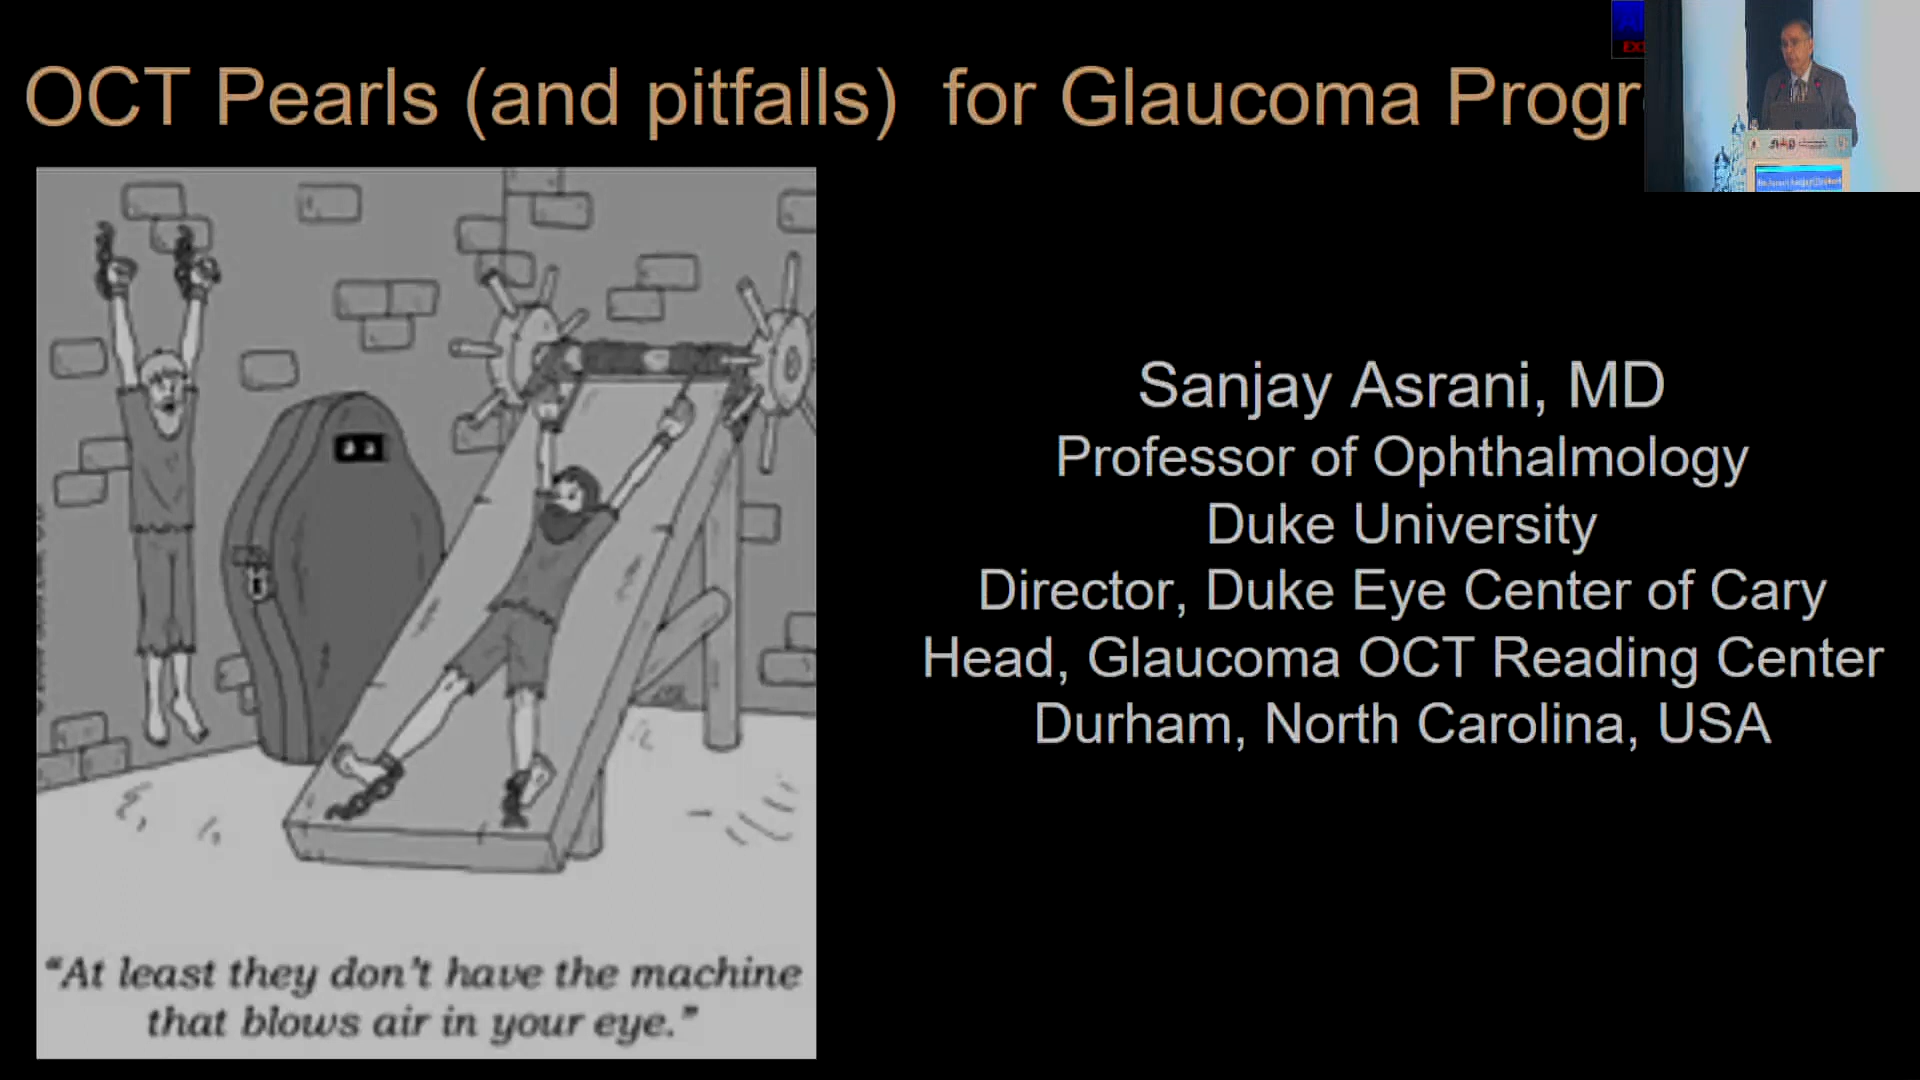 OCT Pearls (and pitfalls) for Glaucoma Progr
EX
Sanjay Asrani, MD
Professor of Ophthalmology
Duke University
Director, Duke Eye Center of Cary
Head, Glaucoma OCT Reading Center
Durham, North Carolina, USA
"At least they don't have the machine
that blows air in your eye."